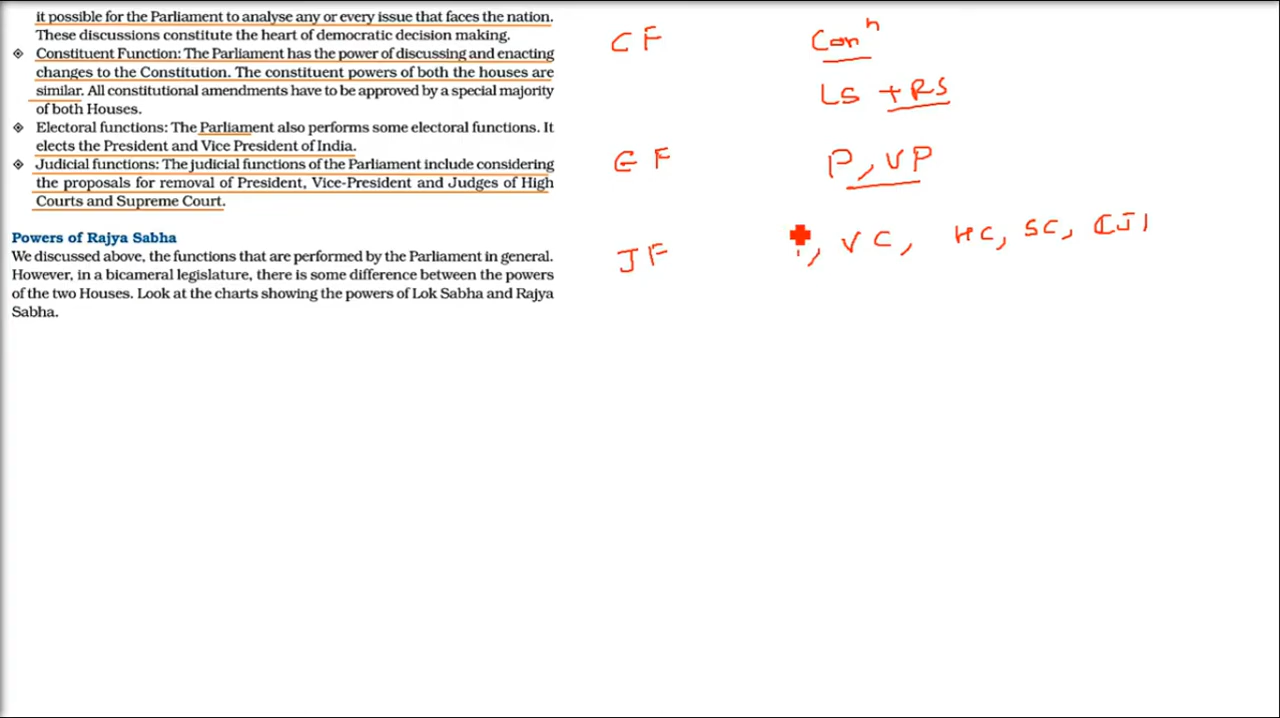 it possible for the Parliament to analyse any or every issue that faces the nation.
These discussions constitute the heart of democratic decision making.
❖ Constituent Function: The Parliament has the power of discussing and enacting
changes to the Constitution. The constituent powers of both the houses are
similar. All constitutional amendments have to be approved by a special majority
of both Houses.
❖ Electoral functions: The Parliament also performs some electoral functions. It
elects the President and Vice President of India.
❖ Judicial functions: The judicial functions of the Parliament include considering
the proposals for removal of President, Vice-President and Judges of High
Courts and Supreme Court.
Powers of Rajya Sabha
We discussed above, the functions that are performed by the Parliament in general.
However, in a bicameral legislature, there is some difference between the powers
of the two Houses. Look at the charts showing the powers of Lok Sabha and Rajya
Sabha.
CF Conⁿ
LS + RS
EF P, VP
JF , VC, HC, SC, CJI